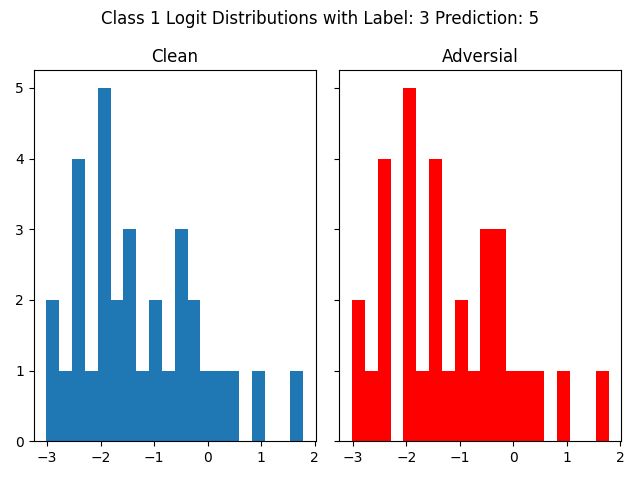 Class 1 Logit Distributions with Label: 3 Prediction: 5
Clean
Adversial
5
4
3
2
1
0
−3 −2 −1 0 1 2
−3 −2 −1 0 1 2